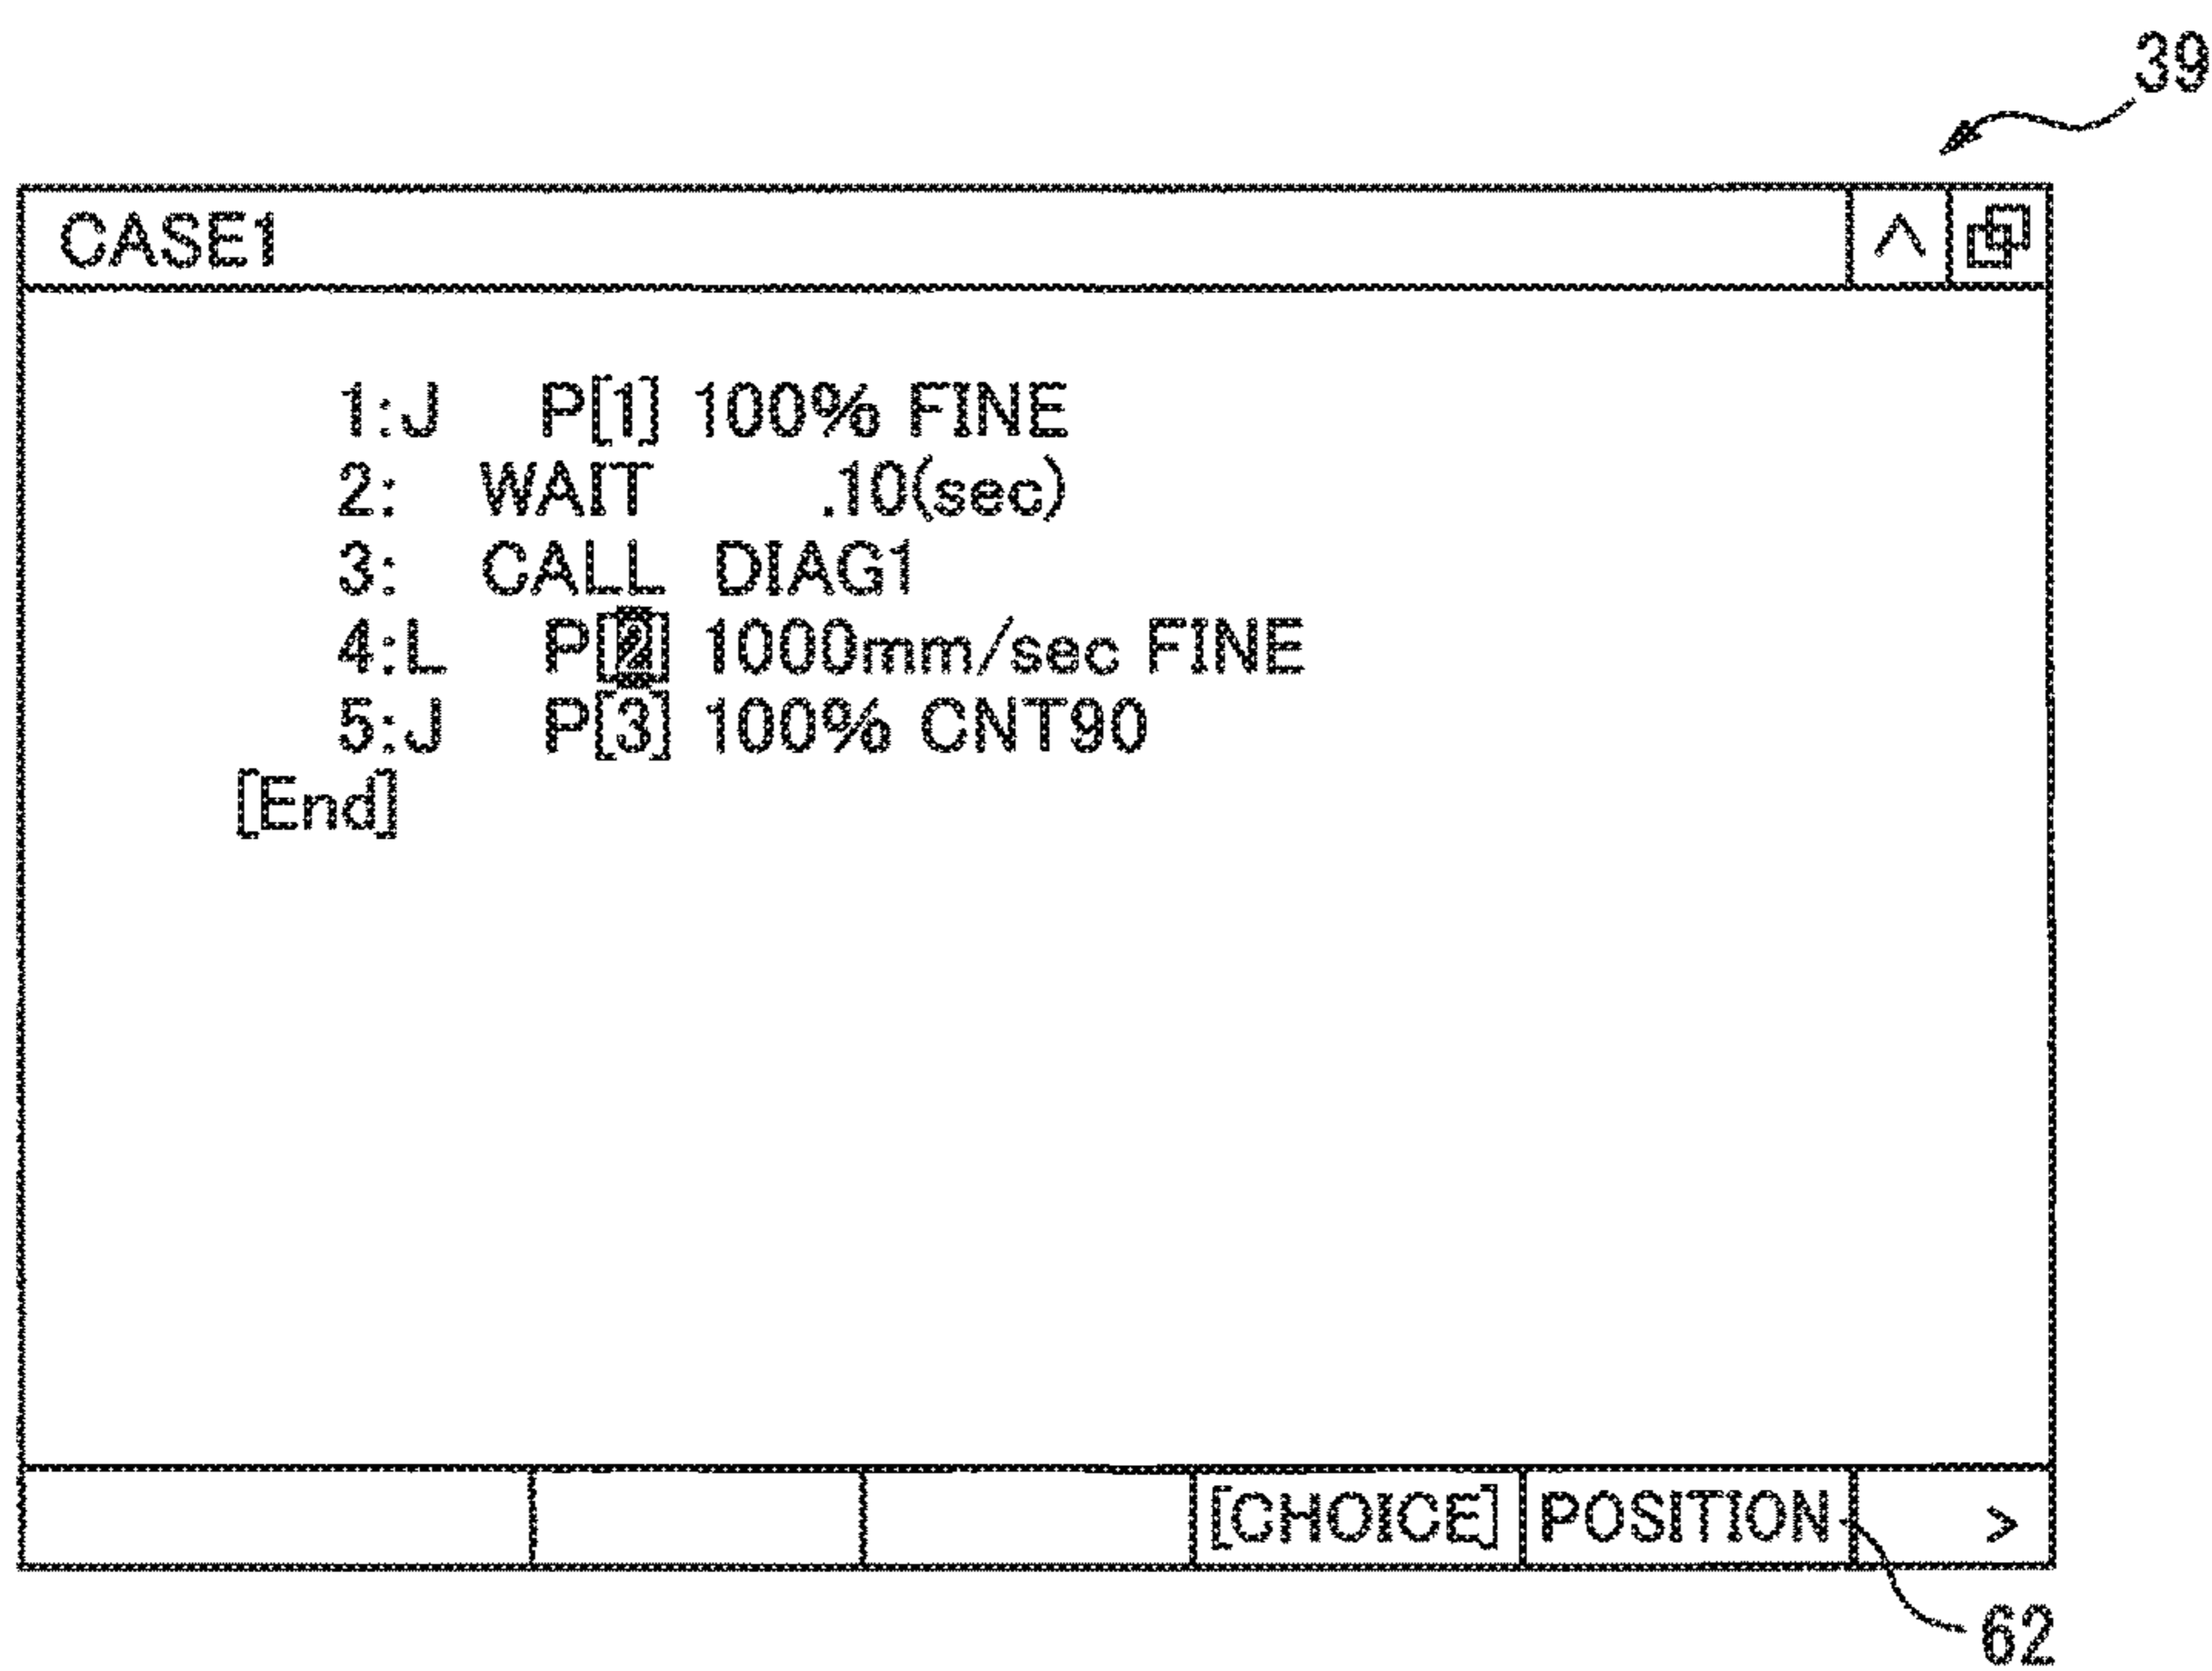 39
CASE1
1:J P[1] 100% FINE
2: WAIT .10(sec)
3: CALL DIAG1
4:L P[2] 1000mm/sec FINE
5:J P[3] 100% CNT90
[End]
[CHOICE] POSITION >
62